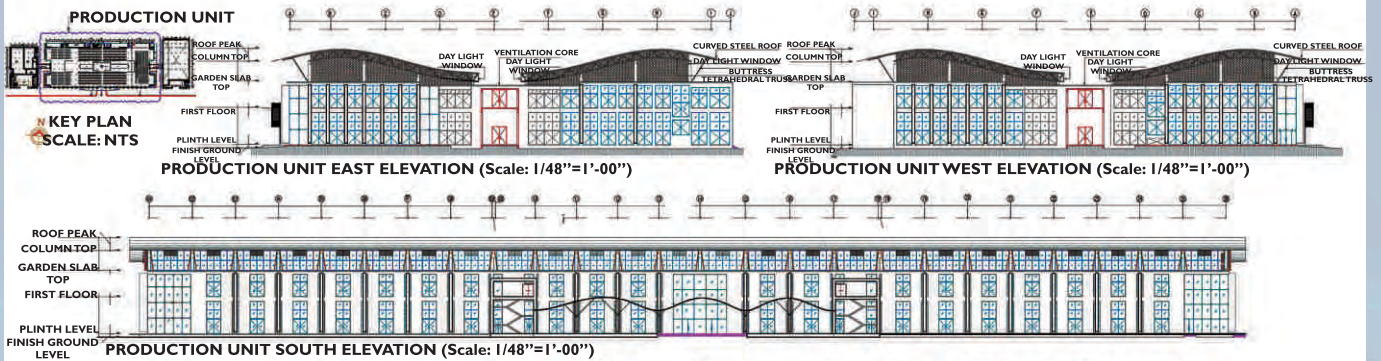 PRODUCTION UNIT
KEY PLAN
SCALE: NTS
N
ROOF PEAK
COLUMN TOP
GARDEN SLAB
TOP
FIRST FLOOR
PLINTH LEVEL
FINISH GROUND
LEVEL
DAY LIGHT
WINDOW
VENTILATION CORE
DAY LIGHT
WINDOW
CURVED STEEL ROOF
DAY LIGHT WINDOW
BUTTRESS
TETRAHEDRAL TRUSS
PRODUCTION UNIT EAST ELEVATION (Scale: 1/48”=1’-00”)
ROOF PEAK
COLUMN TOP
GARDEN SLAB
TOP
FIRST FLOOR
PLINTH LEVEL
FINISH GROUND
LEVEL
DAY LIGHT
WINDOW
VENTILATION CORE
DAY LIGHT
WINDOW
CURVED STEEL ROOF
DAY LIGHT WINDOW
BUTTRESS
TETRAHEDRAL TRUSS
PRODUCTION UNIT WEST ELEVATION (Scale: 1/48”=1’-00”)
ROOF PEAK
COLUMN TOP
GARDEN SLAB
TOP
FIRST FLOOR
PLINTH LEVEL
FINISH GROUND
LEVEL
PRODUCTION UNIT SOUTH ELEVATION (Scale: 1/48”=1’-00”)